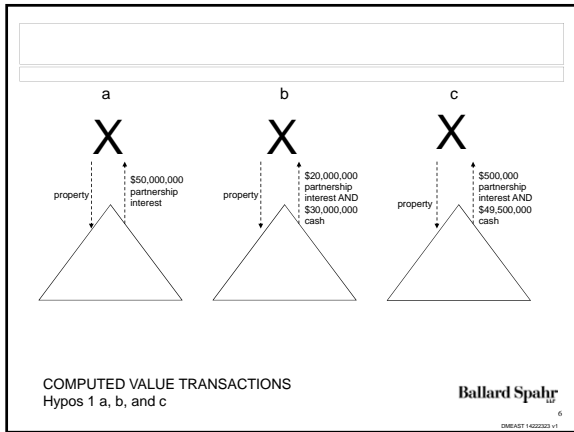 a
b
c
X
X
X
property
$50,000,000
partnership
interest
property
$20,000,000
partnership
interest AND
$30,000,000
cash
property
$500,000
partnership
interest AND
$49,500,000
cash
COMPUTED VALUE TRANSACTIONS
Hypos 1 a, b, and c
Ballard Spahr
LLP
6
DMEAST 14222323 v1